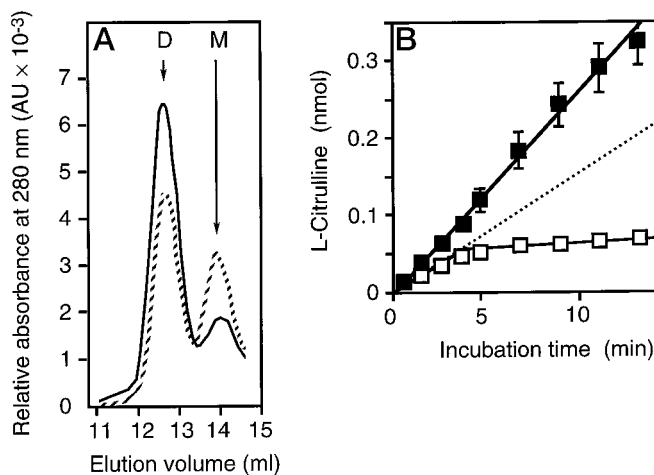 A
D
M
Relative absorbance at 280 nm (AU × 10-3)
7
6
5
4
3
2
1
0
11 12 13 14 15
Elution volume (ml)
B
L-Citrulline (nmol)
0.3
0.2
0.1
0
0 5 10
Incubation time (min)